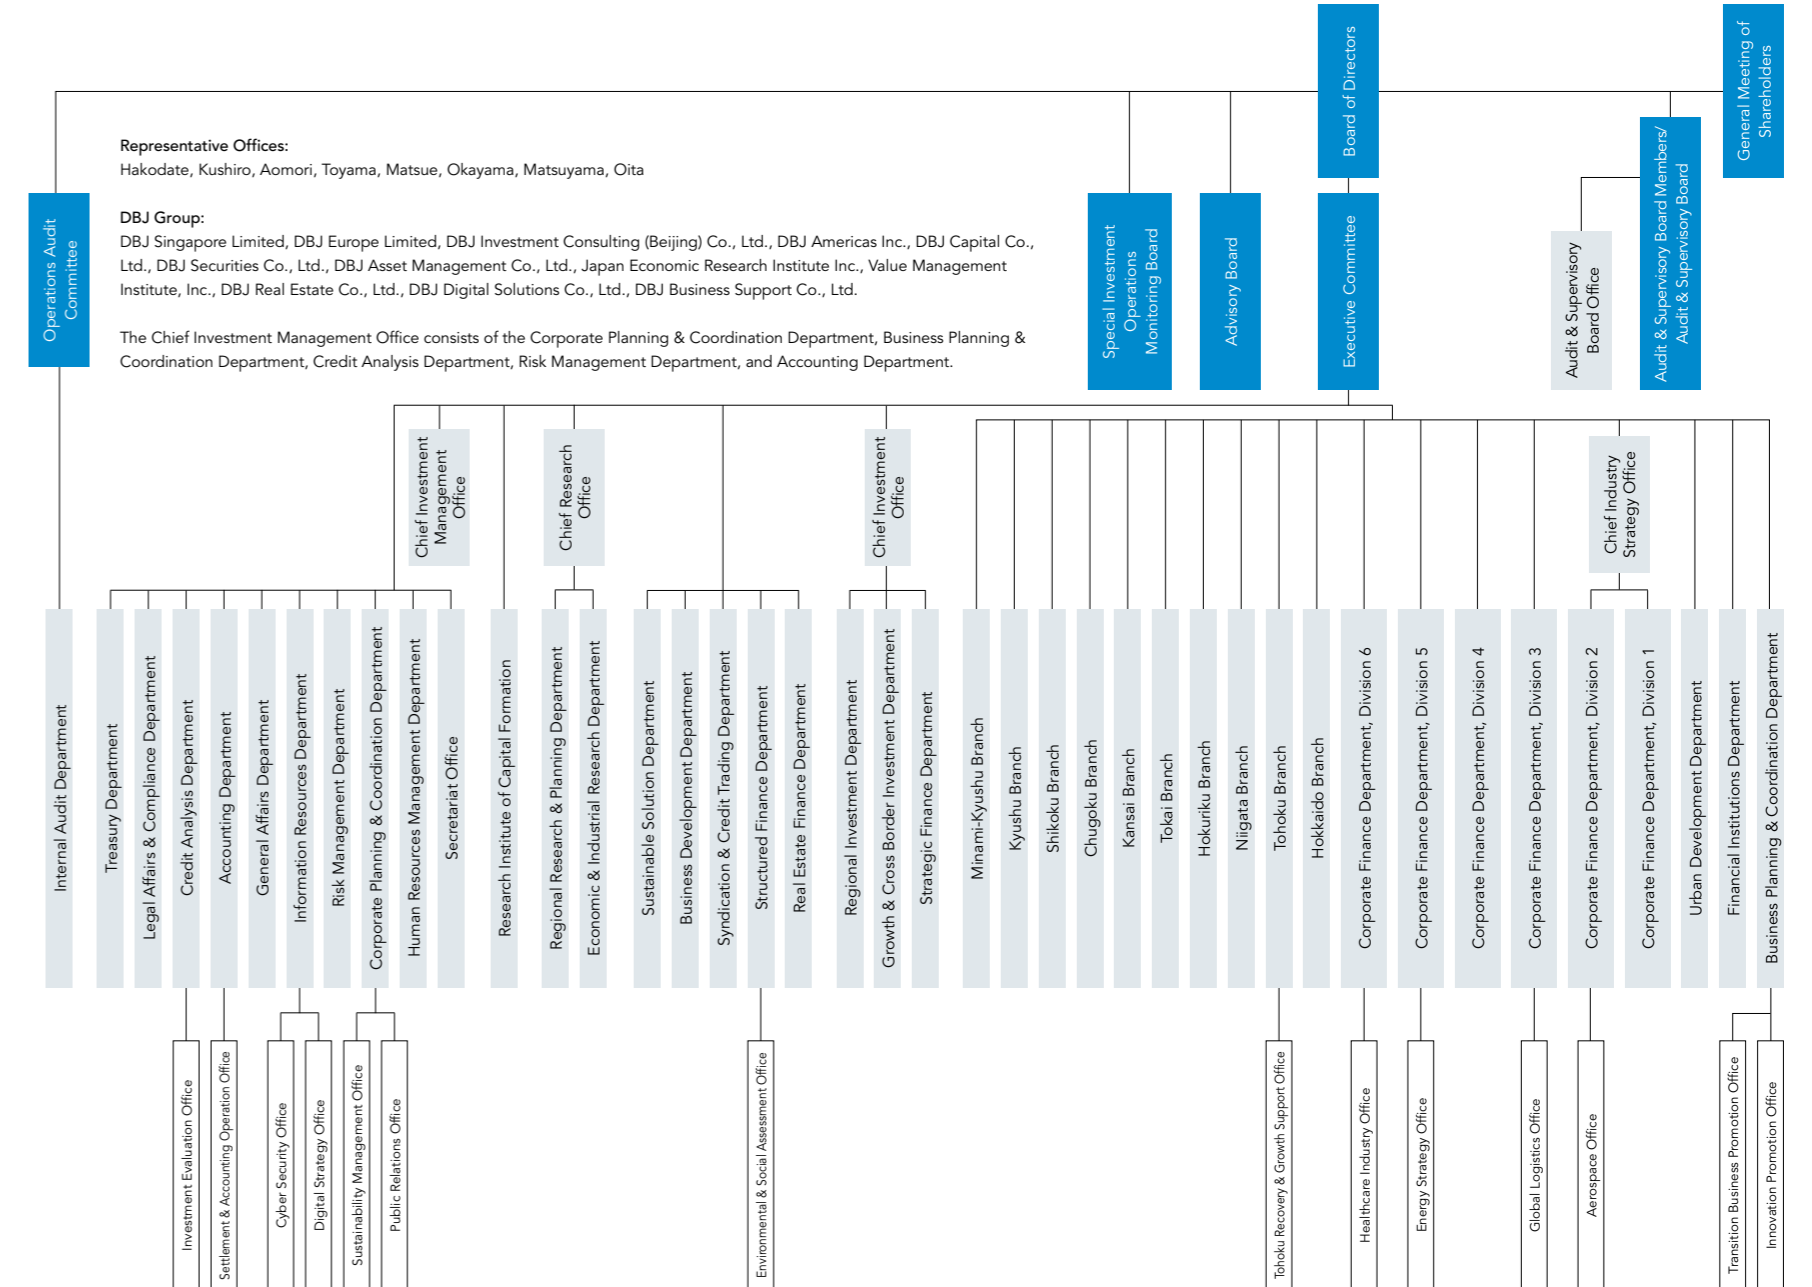 General Meeting of
Shareholders
Board of Directors
Audit & Supervisory Board Members/
Audit & Supervisory Board
Audit & Supervisory
Board Office
Executive Committee
Advisory Board
Special Investment
Operations
Monitoring Board
Operations Audit
Committee
Representative Offices:
Hakodate, Kushiro, Aomori, Toyama, Matsue, Okayama, Matsuyama, Oita
DBJ Group:
DBJ Singapore Limited, DBJ Europe Limited, DBJ Investment Consulting (Beijing) Co., Ltd., DBJ Americas Inc., DBJ Capital Co.,
Ltd., DBJ Securities Co., Ltd., DBJ Asset Management Co., Ltd., Japan Economic Research Institute Inc., Value Management
Institute, Inc., DBJ Real Estate Co., Ltd., DBJ Digital Solutions Co., Ltd., DBJ Business Support Co., Ltd.
The Chief Investment Management Office consists of the Corporate Planning & Coordination Department, Business Planning &
Coordination Department, Credit Analysis Department, Risk Management Department, and Accounting Department.
Chief Investment
Management
Office
Chief Research
Office
Chief Investment
Office
Chief Industry
Strategy Office
Internal Audit Department
Treasury Department
Legal Affairs & Compliance Department
Credit Analysis Department
Accounting Department
General Affairs Department
Information Resources Department
Risk Management Department
Corporate Planning & Coordination Department
Human Resources Management Department
Secretariat Office
Research Institute of Capital Formation
Regional Research & Planning Department
Economic & Industrial Research Department
Sustainable Solution Department
Business Development Department
Syndication & Credit Trading Department
Structured Finance Department
Real Estate Finance Department
Regional Investment Department
Growth & Cross Border Investment Department
Strategic Finance Department
Minami-Kyushu Branch
Kyushu Branch
Shikoku Branch
Chugoku Branch
Kansai Branch
Tokai Branch
Hokuriku Branch
Niigata Branch
Tohoku Branch
Hokkaido Branch
Corporate Finance Department, Division 6
Corporate Finance Department, Division 5
Corporate Finance Department, Division 4
Corporate Finance Department, Division 3
Corporate Finance Department, Division 2
Corporate Finance Department, Division 1
Urban Development Department
Financial Institutions Department
Business Planning & Coordination Department
Investment Evaluation Office
Settlement & Accounting Operation Office
Cyber Security Office
Digital Strategy Office
Sustainability Management Office
Public Relations Office
Environmental & Social Assessment Office
Tohoku Recovery & Growth Support Office
Healthcare Industry Office
Energy Strategy Office
Global Logistics Office
Aerospace Office
Transition Business Promotion Office
Innovation Promotion Office